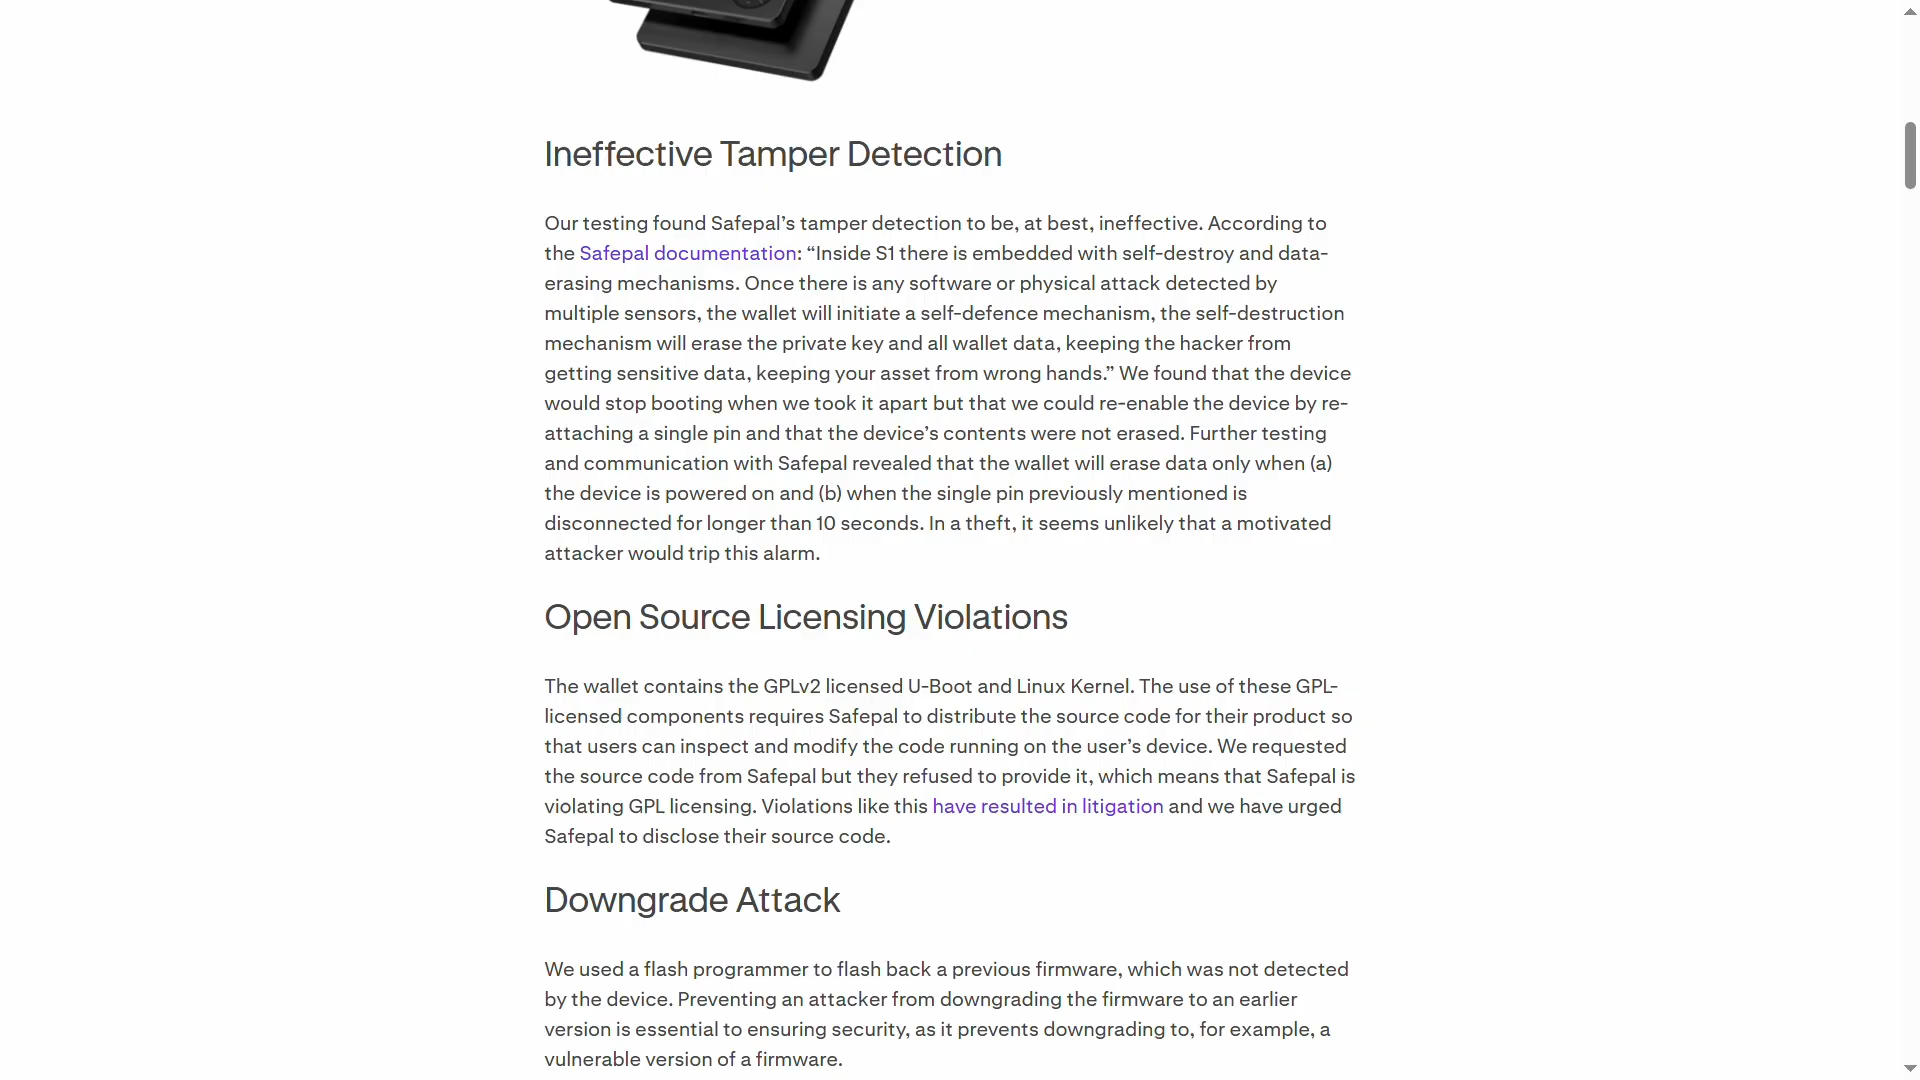 Ineffective Tamper Detection
Our testing found Safepal’s tamper detection to be, at best, ineffective. According to
the Safepal documentation: “Inside S1 there is embedded with self-destroy and data-
erasing mechanisms. Once there is any software or physical attack detected by
multiple sensors, the wallet will initiate a self-defence mechanism, the self-destruction
mechanism will erase the private key and all wallet data, keeping the hacker from
getting sensitive data, keeping your asset from wrong hands.” We found that the device
would stop booting when we took it apart but that we could re-enable the device by re-
attaching a single pin and that the device’s contents were not erased. Further testing
and communication with Safepal revealed that the wallet will erase data only when (a)
the device is powered on and (b) when the single pin previously mentioned is
disconnected for longer than 10 seconds. In a theft, it seems unlikely that a motivated
attacker would trip this alarm.
Open Source Licensing Violations
The wallet contains the GPLv2 licensed U-Boot and Linux Kernel. The use of these GPL-
licensed components requires Safepal to distribute the source code for their product so
that users can inspect and modify the code running on the user’s device. We requested
the source code from Safepal but they refused to provide it, which means that Safepal is
violating GPL licensing. Violations like this have resulted in litigation and we have urged
Safepal to disclose their source code.
Downgrade Attack
We used a flash programmer to flash back a previous firmware, which was not detected
by the device. Preventing an attacker from downgrading the firmware to an earlier
version is essential to ensuring security, as it prevents downgrading to, for example, a
vulnerable version of a firmware.